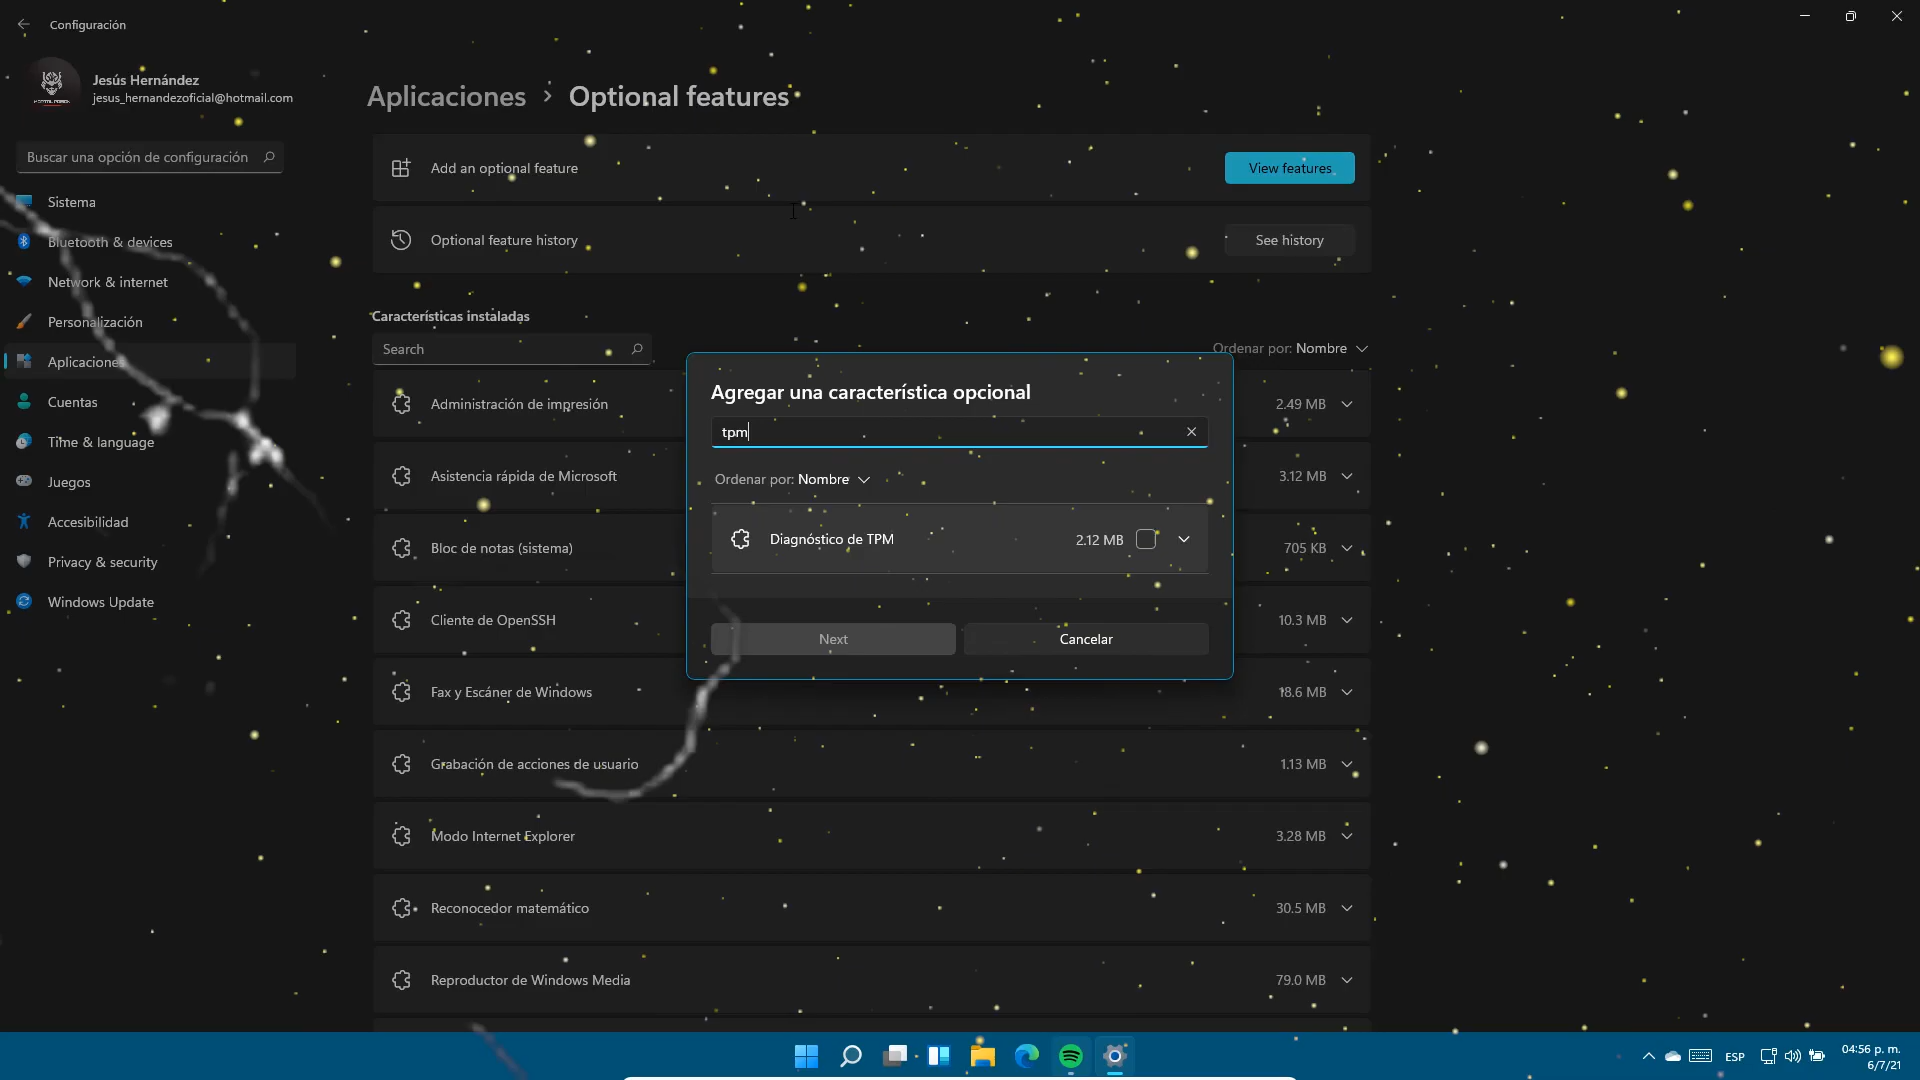 Configuración
Jesús Hernández
jesus_hernandezoficial@hotmail.com
Buscar una opción de configuración
Sistema
Bluetooth & devices
Network & internet
Personalización
Aplicaciones
Cuentas
Time & language
Juegos
Accesibilidad
Privacy & security
Windows Update
Aplicaciones > Optional features
Add an optional feature
View features
Optional feature history
See history
Características instaladas
Search
Ordenar por: Nombre
Administración de impresión
2.49 MB
Asistencia rápida de Microsoft
3.12 MB
Bloc de notas (sistema)
705 KB
Cliente de OpenSSH
10.3 MB
Fax y Escáner de Windows
18.6 MB
Grabación de acciones de usuario
1.13 MB
Modo Internet Explorer
3.28 MB
Reconocedor matemático
30.5 MB
Reproductor de Windows Media
79.0 MB
Agregar una característica opcional
tpm
Ordenar por: Nombre
Diagnóstico de TPM
2.12 MB
Next
Cancelar
ESP
04:56 p. m.
6/7/21